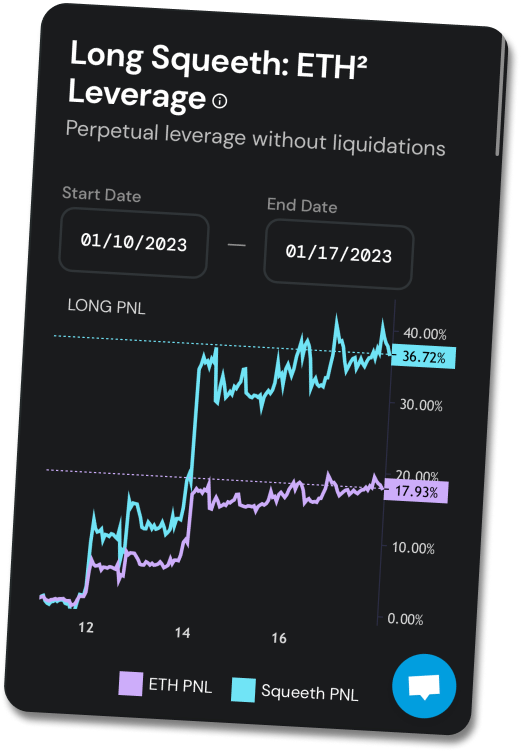 Long Squeeth: ETH²
Leverage
Perpetual leverage without liquidations
Start Date
End Date
01/10/2023
—
01/17/2023
LONG PNL
40.00%
36.72%
30.00%
20.00%
17.93%
10.00%
0.00%
12
14
16
ETH PNL
Squeeth PNL